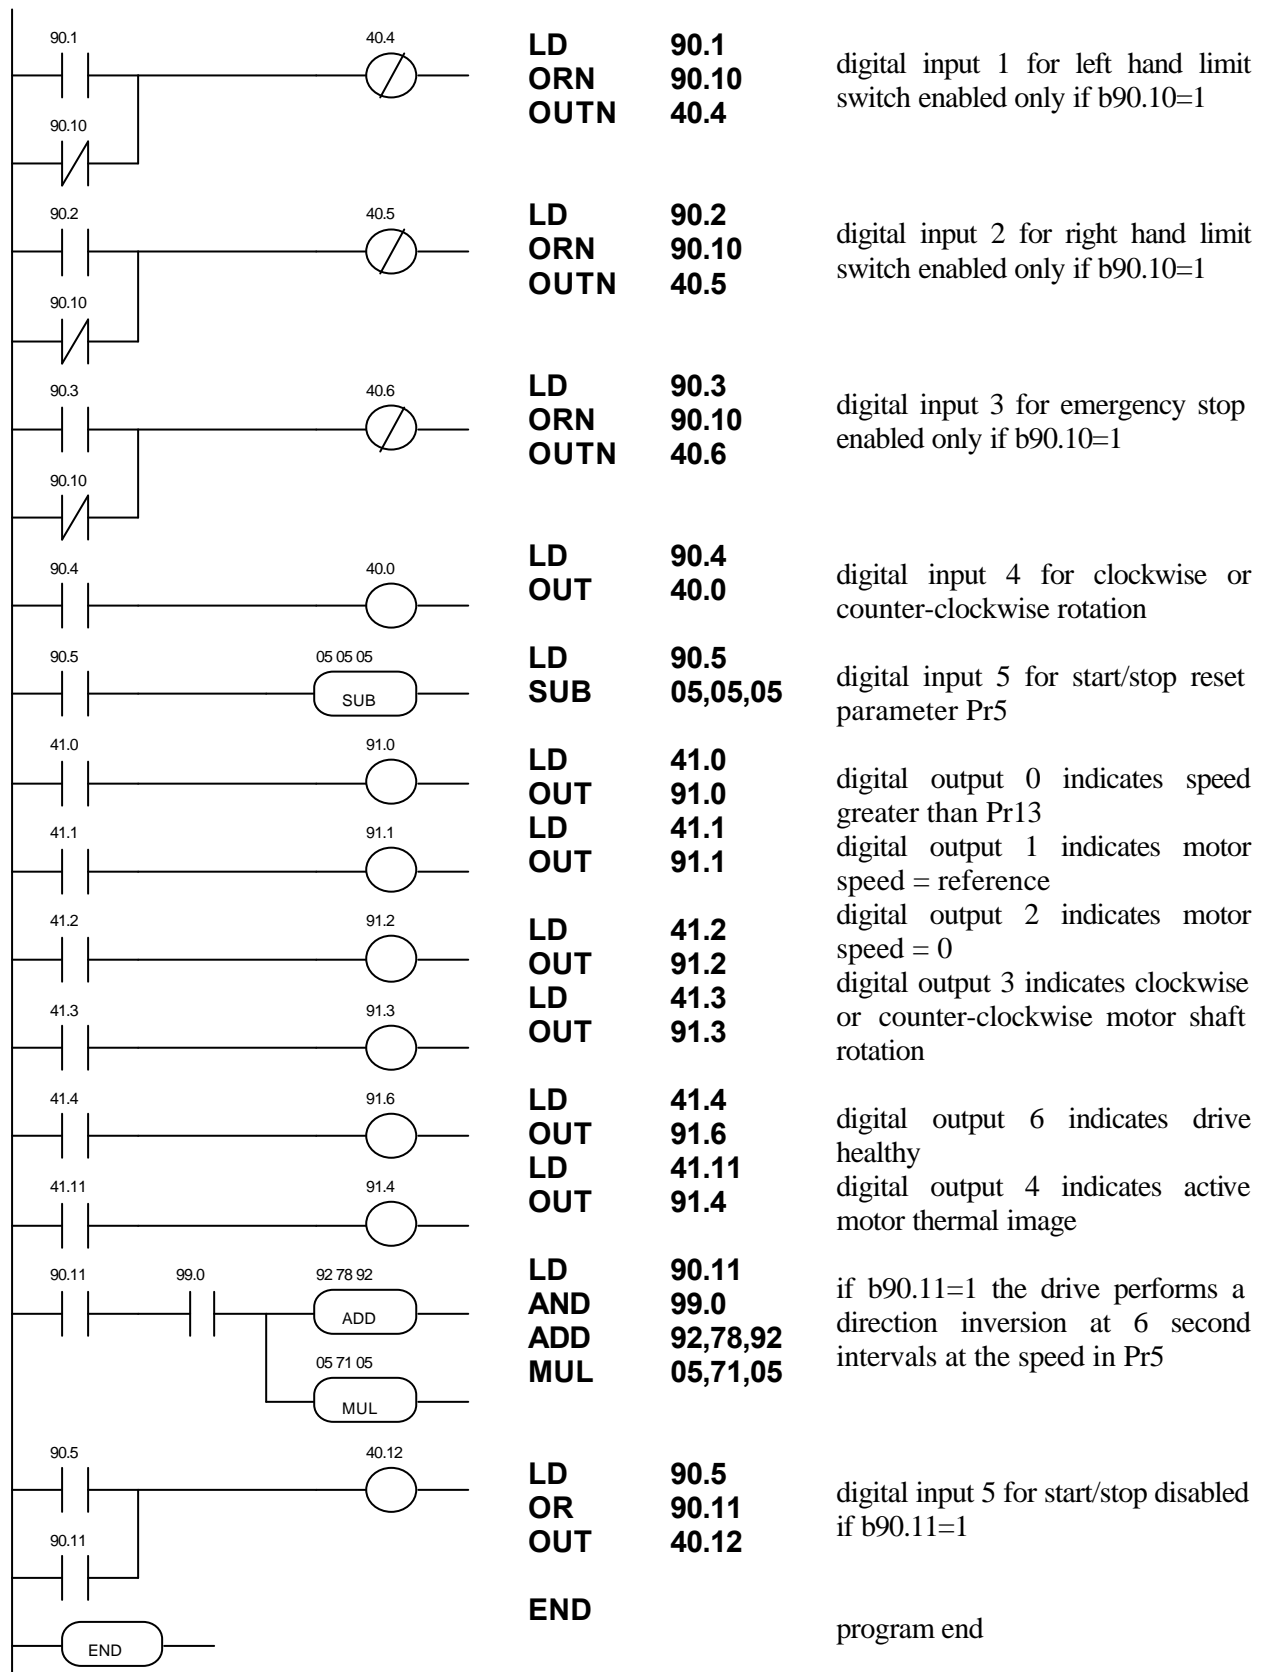 90.1 40.4
LD 90.1
ORN 90.10
OUTN 40.4
digital input 1 for left hand limit
switch enabled only if b90.10=1
90.10
90.2 40.5
LD 90.2
ORN 90.10
OUTN 40.5
digital input 2 for right hand limit
switch enabled only if b90.10=1
90.10
90.3 40.6
LD 90.3
ORN 90.10
OUTN 40.6
digital input 3 for emergency stop
enabled only if b90.10=1
90.10
90.4 40.0
LD 90.4
OUT 40.0
digital input 4 for clockwise or
counter-clockwise rotation
90.5 05 05 05
SUB
LD 90.5
SUB 05,05,05
digital input 5 for start/stop reset
parameter Pr5
41.0 91.0
LD 41.0
OUT 91.0
digital output 0 indicates speed
greater than Pr13
41.1 91.1
LD 41.1
OUT 91.1
digital output 1 indicates motor
speed = reference
41.2 91.2
LD 41.2
OUT 91.2
digital output 2 indicates motor
speed = 0
41.3 91.3
LD 41.3
OUT 91.3
digital output 3 indicates clockwise
or counter-clockwise motor shaft
rotation
41.4 91.6
LD 41.4
OUT 91.6
digital output 6 indicates drive
healthy
41.11 91.4
LD 41.11
OUT 91.4
digital output 4 indicates active
motor thermal image
90.11 99.0 92 78 92
ADD
05 71 05
MUL
LD 90.11
AND 99.0
ADD 92,78,92
MUL 05,71,05
if b90.11=1 the drive performs a
direction inversion at 6 second
intervals at the speed in Pr5
90.5 40.12
90.11
LD 90.5
OR 90.11
OUT 40.12
digital input 5 for start/stop disabled
if b90.11=1
END
END
program end